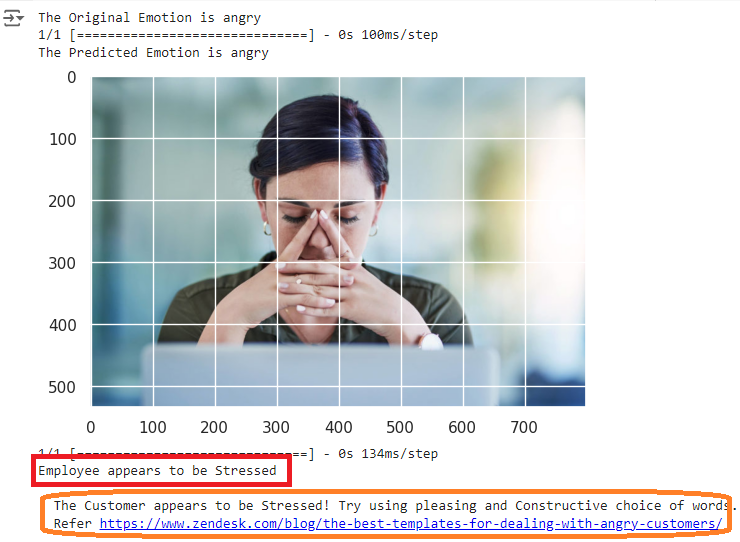 The Original Emotion is angry
1/1 [==============================] - 0s 100ms/step
The Predicted Emotion is angry
0
100
200
300
400
500
0 100 200 300 400 500 600 700
1/1 [==============================] - 0s 134ms/step
Employee appears to be Stressed
The Customer appears to be Stressed! Try using pleasing and Constructive choice of words.
Refer https://www.zendesk.com/blog/the-best-templates-for-dealing-with-angry-customers/